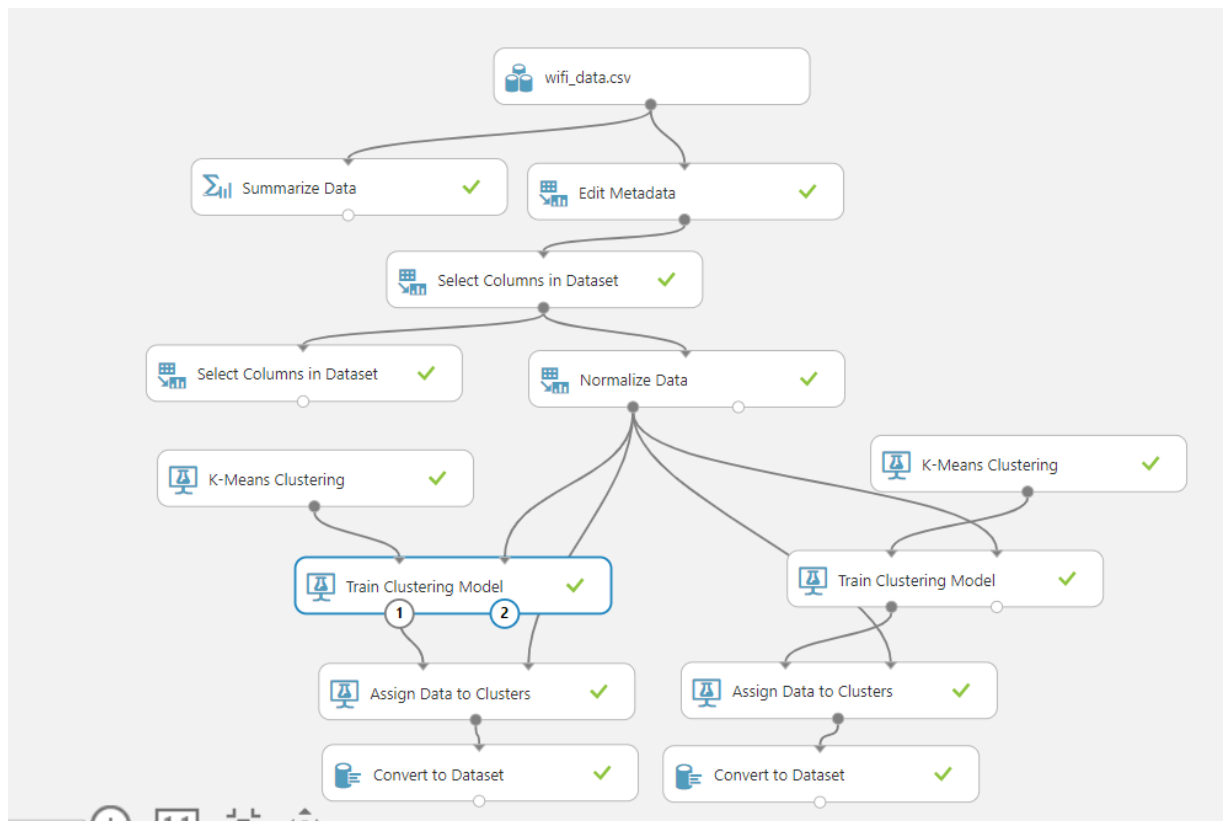 wifi_data.csv
Summarize Data
Edit Metadata
Select Columns in Dataset
Select Columns in Dataset
Normalize Data
K-Means Clustering
K-Means Clustering
Train Clustering Model
1
2
Train Clustering Model
Assign Data to Clusters
Assign Data to Clusters
Convert to Dataset
Convert to Dataset